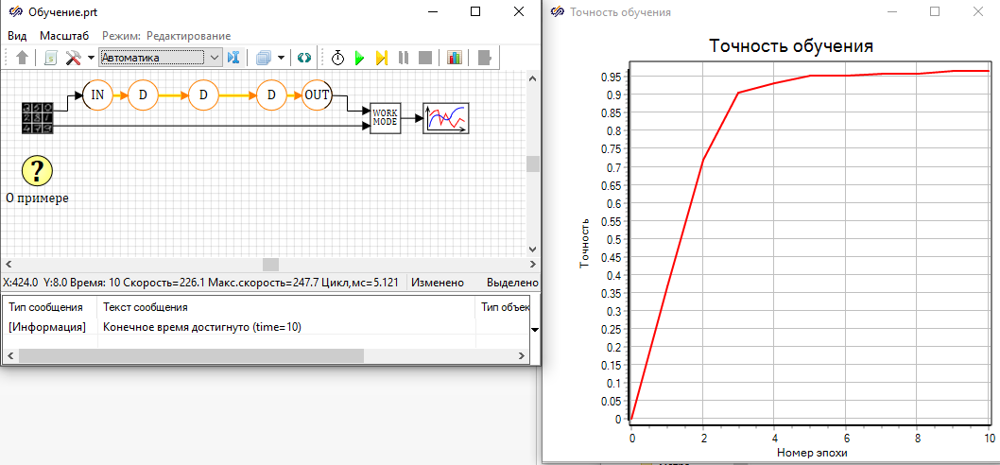 Обучение.prt
Вид Масштаб Режим: Редактирование
Автоматика
IN D D D OUT
WORK
MODE
?
О примере
X:424.0 Y:8.0 Время: 10 Скорость=226.1 Макс.скорость=247.7 Цикл,мс=5.121 Изменено Выделено
Тип сообщения Текст сообщения Тип объек
[Информация] Конечное время достигнуто (time=10)
Точность обучения
Точность обучения
0.95
0.9
0.85
0.8
0.75
0.7
0.65
0.6
0.55
0.5
0.45
0.4
0.35
0.3
0.25
0.2
0.15
0.1
0.05
0
Точность
0 2 4 6 8 10
Номер эпохи